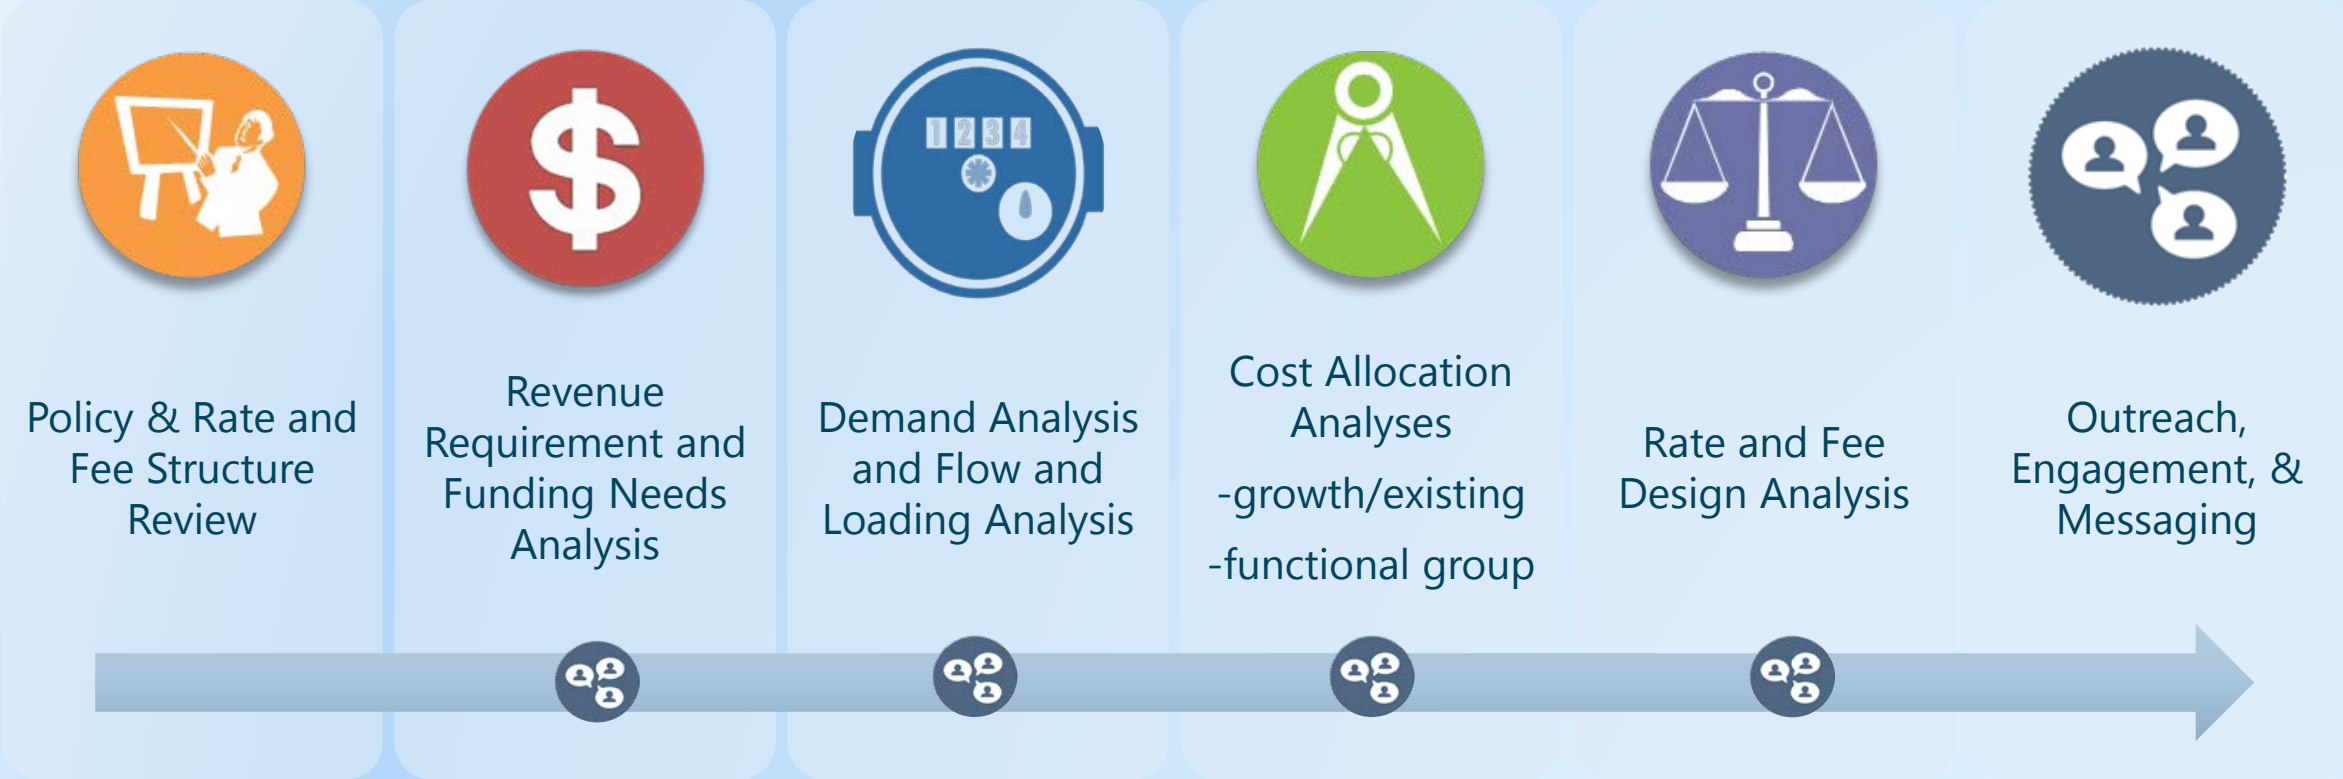 1234
Policy & Rate and
Fee Structure
Review
Revenue
Requirement and
Funding Needs
Analysis
Demand Analysis
and Flow and
Loading Analysis
Cost Allocation
Analyses
-growth/existing
-functional group
Rate and Fee
Design Analysis
Outreach,
Engagement, &
Messaging